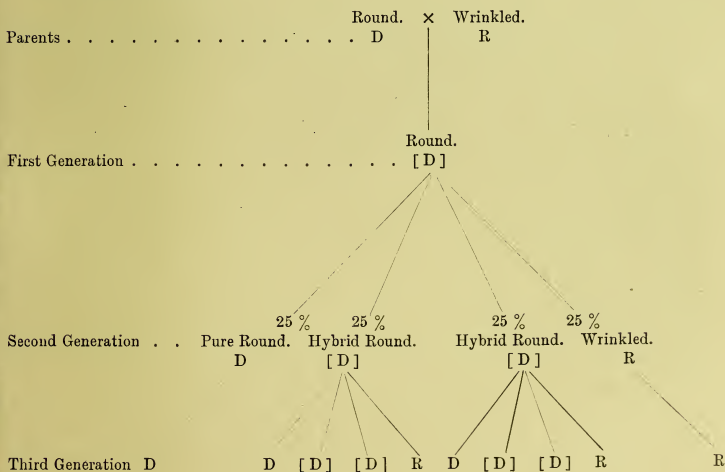 Round. × Wrinkled.
Parents . . . . . . . . . . . . . . . D R
Round.
First Generation . . . . . . . . . . . . . . [ D ]
25 % 25 % 25 % 25 %
Second Generation . . Pure Round. Hybrid Round. Hybrid Round. Wrinkled.
D [ D ] [ D ] R
Third Generation D D [ D ] [ D ] R D [ D ] [ D ] R R